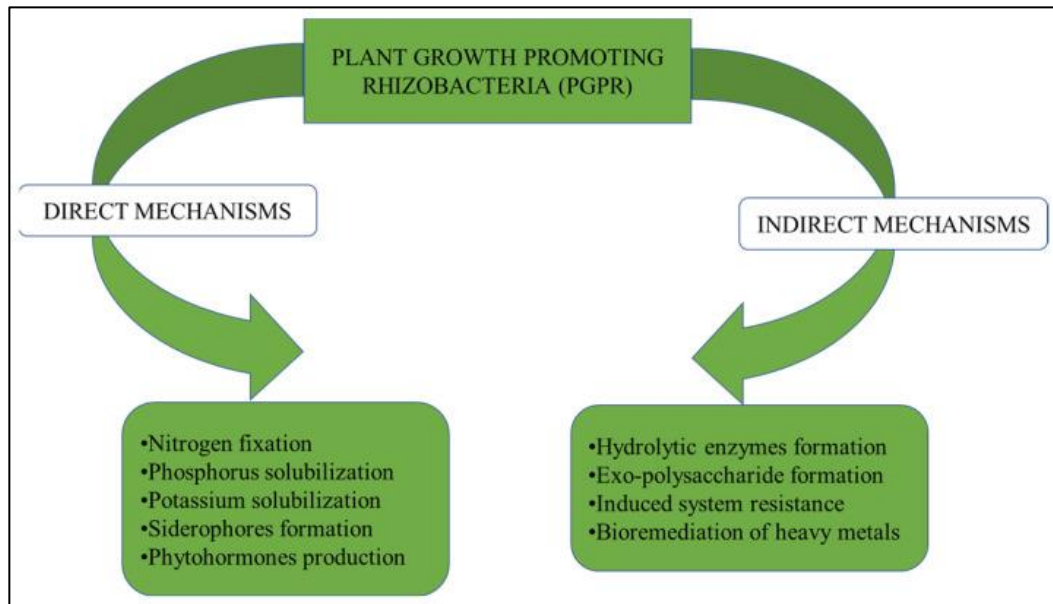 PLANT GROWTH PROMOTING
RHIZOBACTERIA (PGPR)
DIRECT MECHANISMS
INDIRECT MECHANISMS
•Nitrogen fixation
•Phosphorus solubilization
•Potassium solubilization
•Siderophores formation
•Phytohormones production
•Hydrolytic enzymes formation
•Exo-polysaccharide formation
•Induced system resistance
•Bioremediation of heavy metals